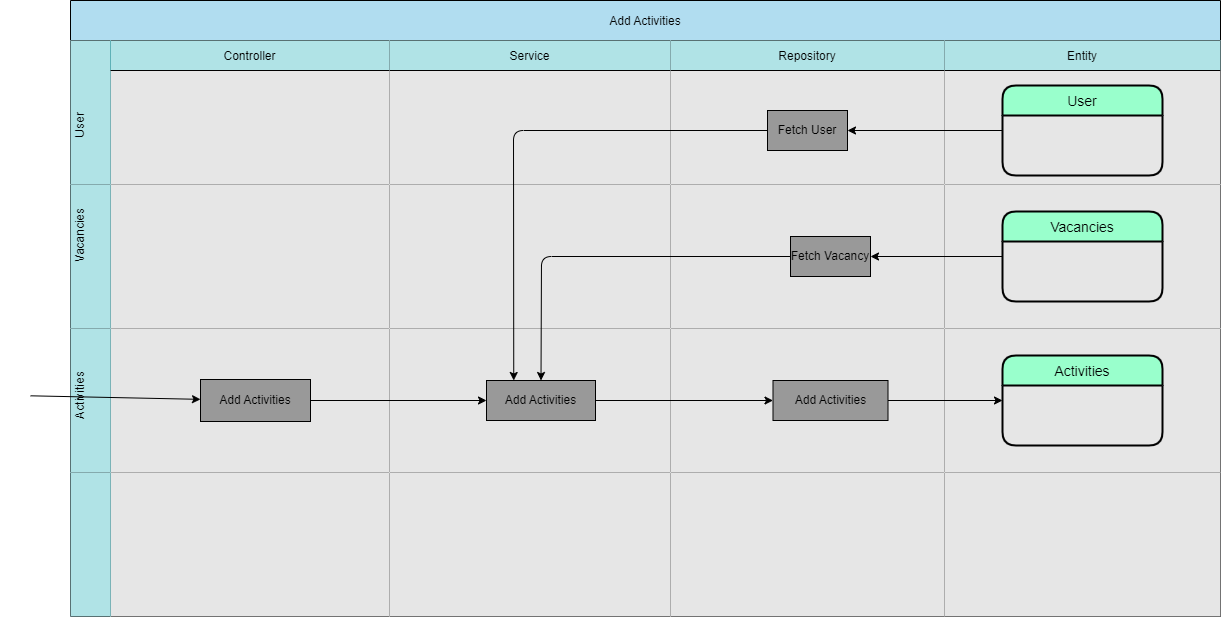 Add Activities
Controller
Service
Repository
Entity
User
Fetch User
User
Vacancies
Fetch Vacancy
Vacancies
Activities
Add Activities
Add Activities
Add Activities
Activities